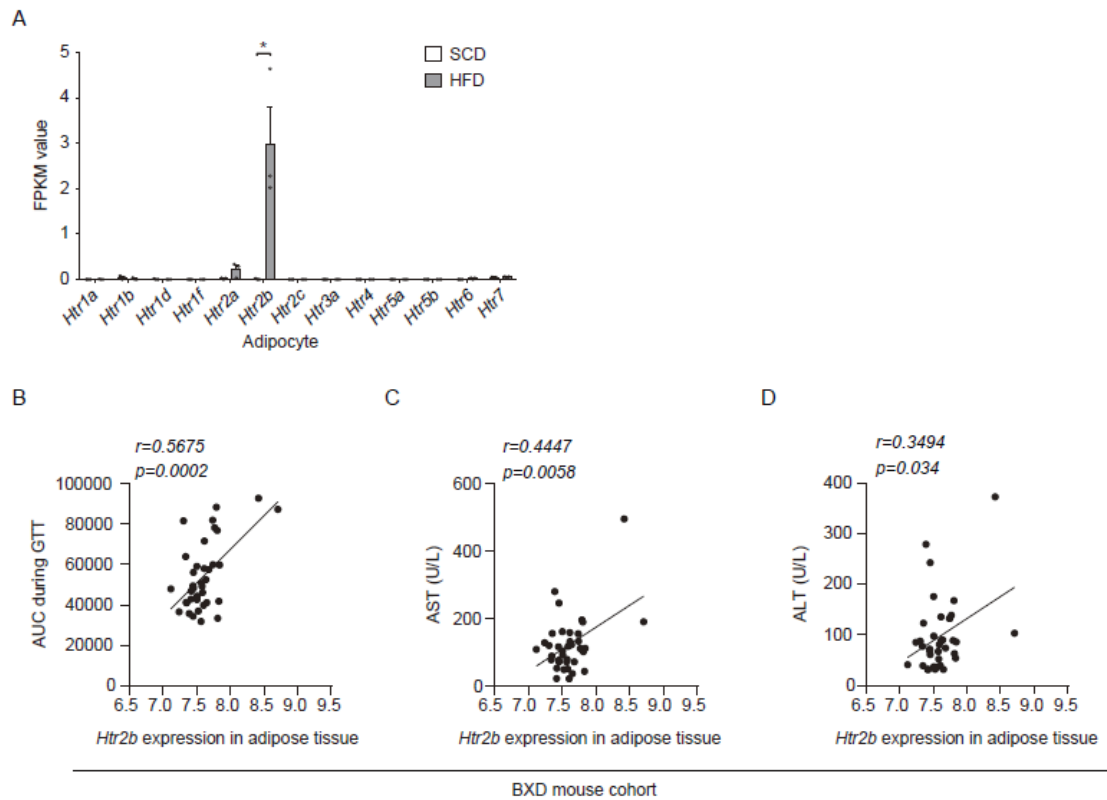 A
5
4
3
2
1
0
FPKM value
*
SCD
HFD
Htr1a
Htr1b
Htr1d
Htr1f
Htr2a
Htr2b
Htr2c
Htr3a
Htr4
Htr5a
Htr5b
Htr6
Htr7
Adipocyte
B
r=0.5675
p=0.0002
100000
80000
60000
40000
20000
0
AUC during GTT
6.5 7.0 7.5 8.0 8.5 9.0 9.5
Htr2b expression in adipose tissue
C
r=0.4447
p=0.0058
600
400
200
0
AST (U/L)
6.5 7.0 7.5 8.0 8.5 9.0 9.5
Htr2b expression in adipose tissue
D
r=0.3494
p=0.034
400
300
200
100
0
ALT (U/L)
6.5 7.0 7.5 8.0 8.5 9.0 9.5
Htr2b expression in adipose tissue
BXD mouse cohort